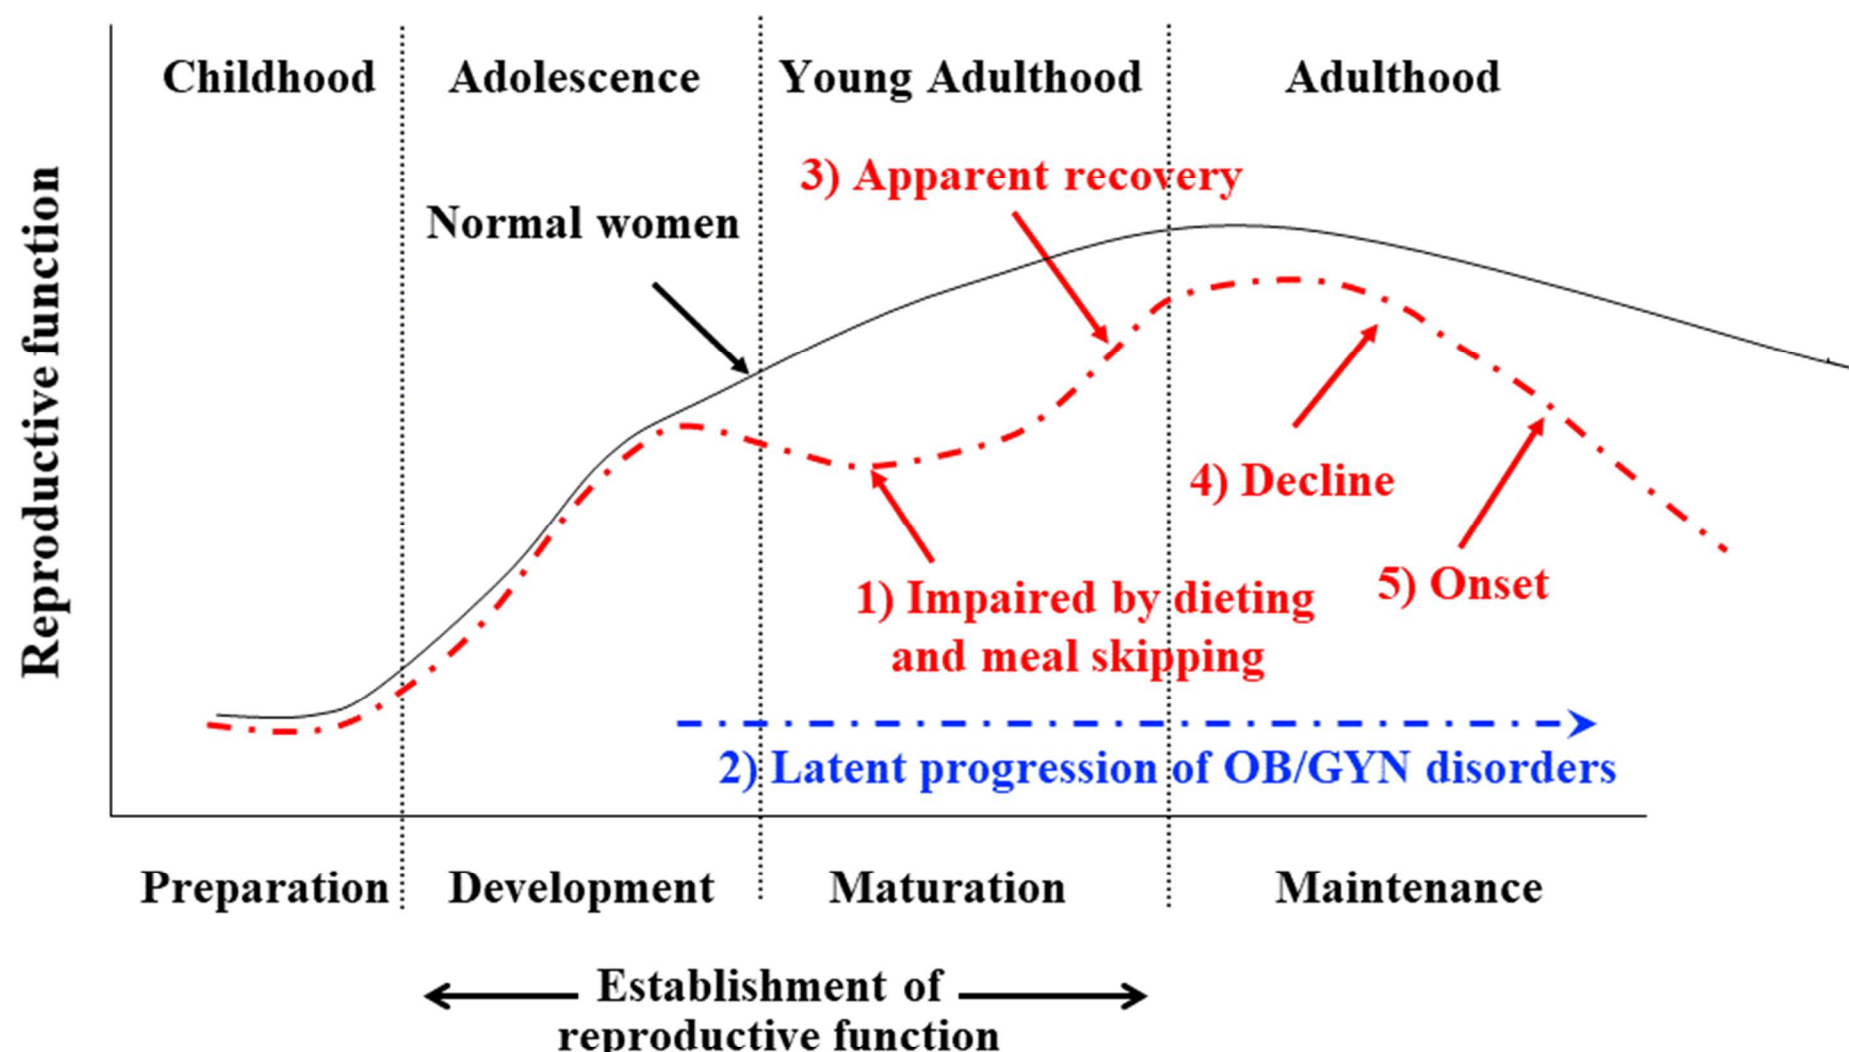 Childhood
Adolescence
Young Adulthood
Adulthood
3) Apparent recovery
Normal women
Reproductive function
4) Decline
5) Onset
1) Impaired by dieting
and meal skipping
2) Latent progression of OB/GYN disorders
Preparation
Development
Maturation
Maintenance
Establishment of
reproductive function